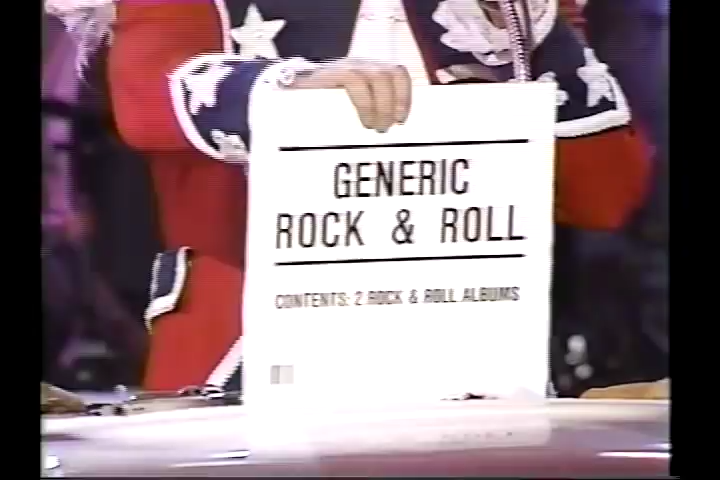 GENERIC
ROCK & ROLL
CONTENTS: 2 ROCK & ROLL ALBUMS